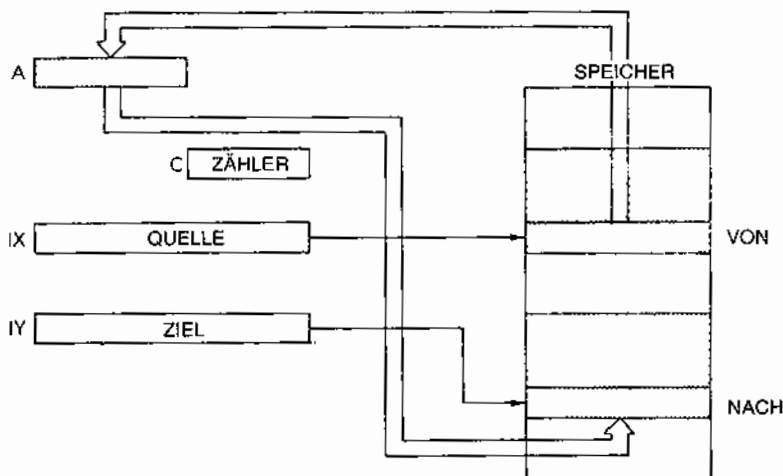 SPEICHER
A
C ZÄHLER
IX QUELLE VON
IY ZIEL
NACH